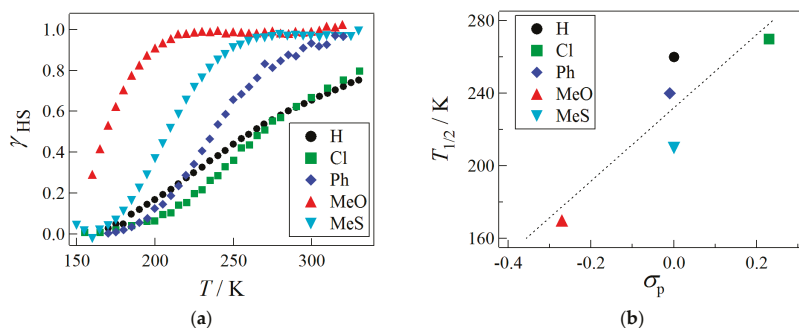 1.0
0.8
0.6
0.4
0.2
0.0
γHS
H
Cl
Ph
MeO
MeS
150
200
250
300
T / K
(a)
280
240
200
160
T1/2 / K
H
Cl
Ph
MeO
MeS
-0.4
-0.2
0.0
0.2
σp
(b)